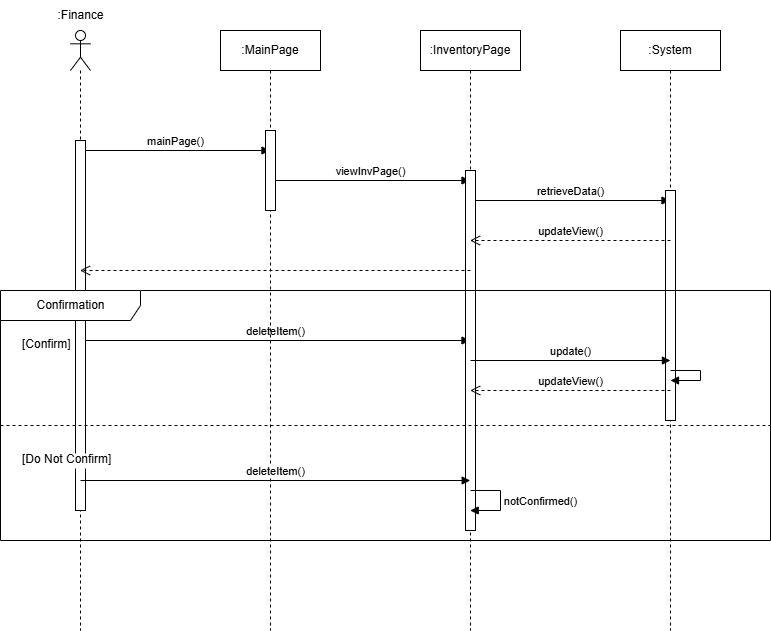 :Finance
:MainPage
:InventoryPage
:System
mainPage()
viewInvPage()
retrieveData()
updateView()
Confirmation
deleteItem()
[Confirm]
update()
updateView()
[Do Not Confirm]
deleteItem()
notConfirmed()